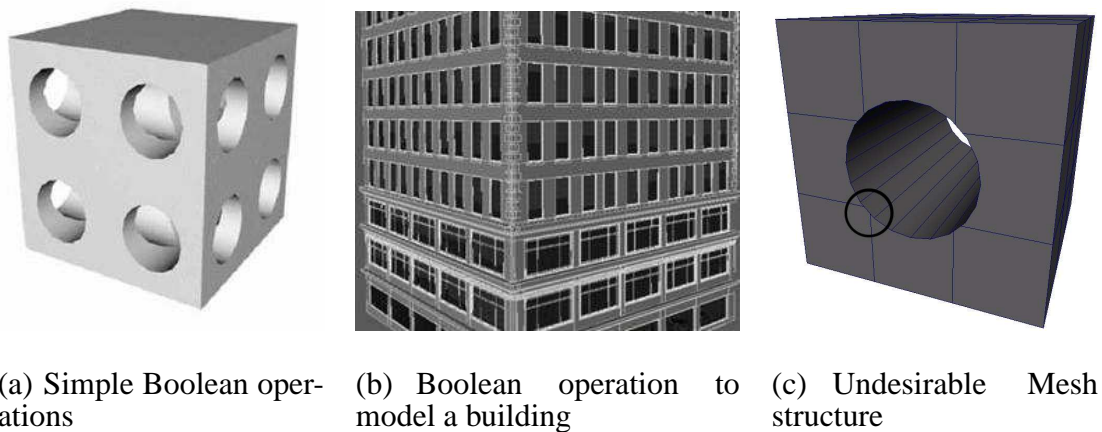 (a) Simple Boolean oper-
ations
(b) Boolean operation to
model a building
(c) Undesirable Mesh
structure